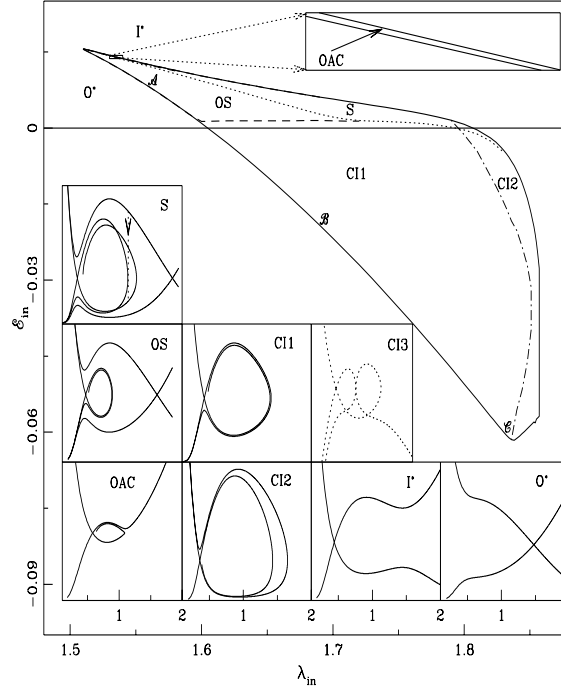 I*
OAC
O*
𝒜
OS
S
0
CI1
CI2
S
ℬ
−0.03
ℰin
OS
CI1
CI3
−0.06
𝒞
OAC
CI2
I*
O*
−0.09
1 2 1 2 1 2 1
1.5 1.6 1.7 1.8
λin